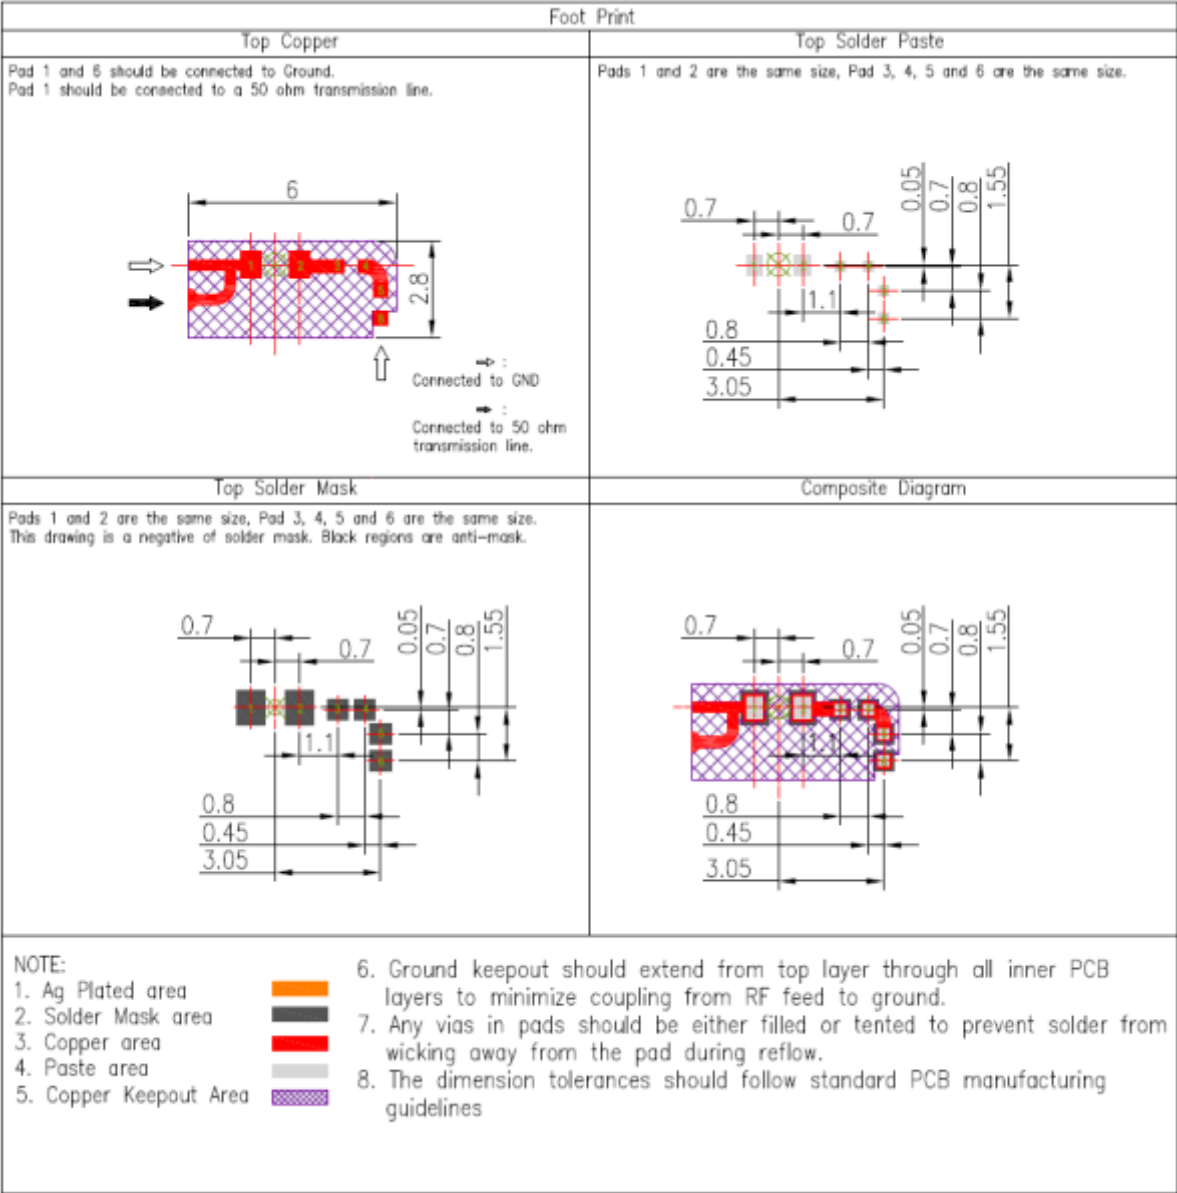 Foot Print
Top Copper
Pad 1 and 6 should be connected to Ground.
Pad 1 should be connected to a 50 ohm transmission line.
6
2.8
1
2
3
4
5
6
:
Connected to GND
:
Connected to 50 ohm
transmission line.
Top Solder Paste
Pads 1 and 2 are the same size, Pad 3, 4, 5 and 6 are the same size.
0.7
0.7
0.05
0.7
0.8
1.55
1.1
0.8
0.45
3.05
Top Solder Mask
Pads 1 and 2 are the same size, Pad 3, 4, 5 and 6 are the same size.
This drawing is a negative of solder mask. Black regions are anti-mask.
0.7
0.7
0.05
0.7
0.8
1.55
1.1
0.8
0.45
3.05
Composite Diagram
0.7
0.7
0.05
0.7
0.8
1.55
1.1
0.8
0.45
3.05
NOTE:
1. Ag Plated area
2. Solder Mask area
3. Copper area
4. Paste area
5. Copper Keepout Area
6. Ground keepout should extend from top layer through all inner PCB
layers to minimize coupling from RF feed to ground.
7. Any vias in pads should be either filled or tented to prevent solder from
wicking away from the pad during reflow.
8. The dimension tolerances should follow standard PCB manufacturing
guidelines